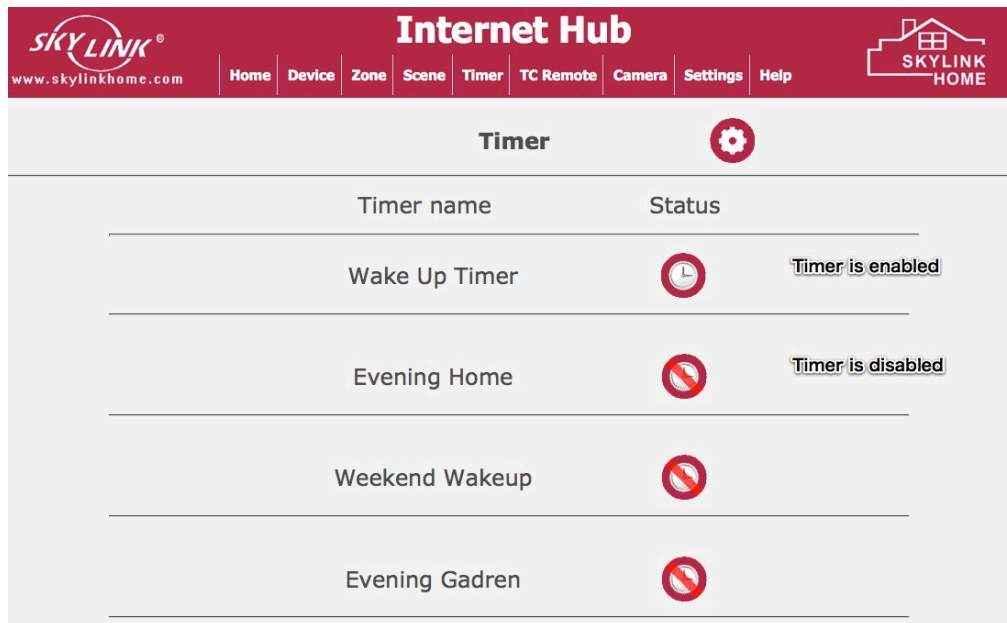 SKYLINK®
www.skylinkhome.com
Internet Hub
Home Device Zone Scene Timer TC Remote Camera Settings Help
SKYLINK
HOME
Timer
Timer name Status
Wake Up Timer Timer is enabled
Evening Home Timer is disabled
Weekend Wakeup
Evening Gadren